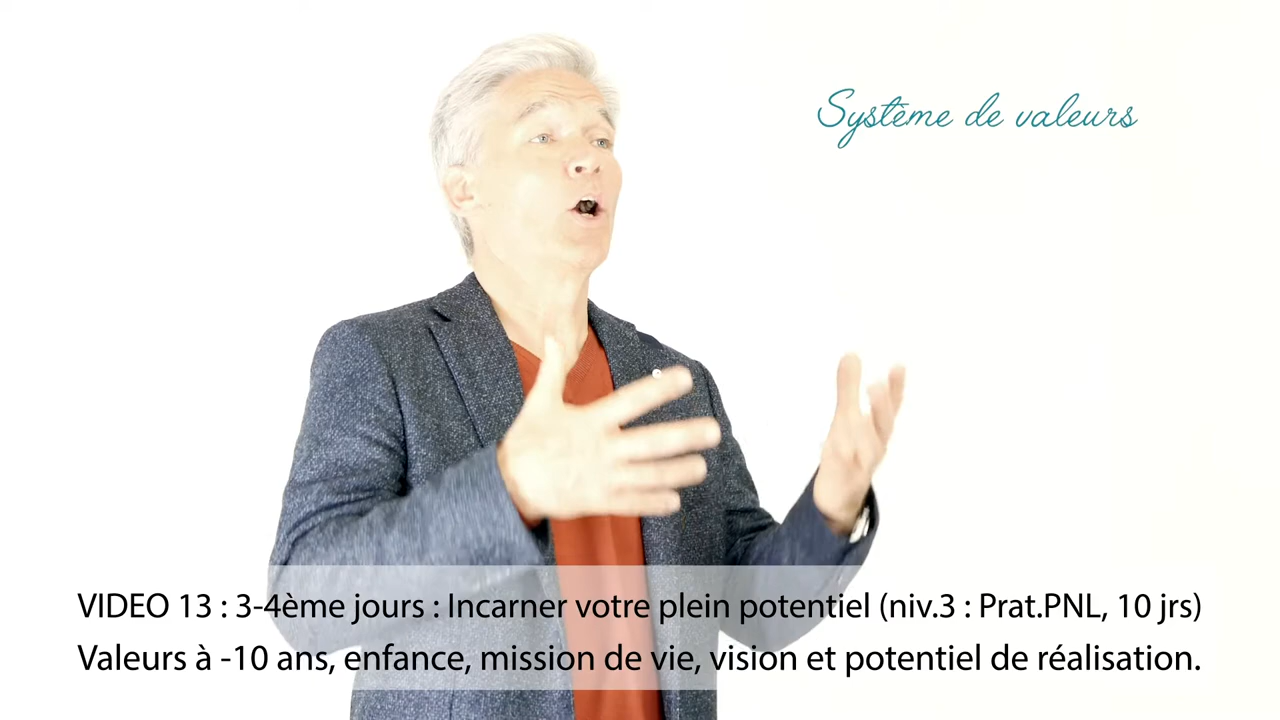 Système de valeurs
VIDEO 13 : 3-4ème jours : Incarner votre plein potentiel (niv.3 : Prat.PNL, 10 jrs)
Valeurs à -10 ans, enfance, mission de vie, vision et potentiel de réalisation.